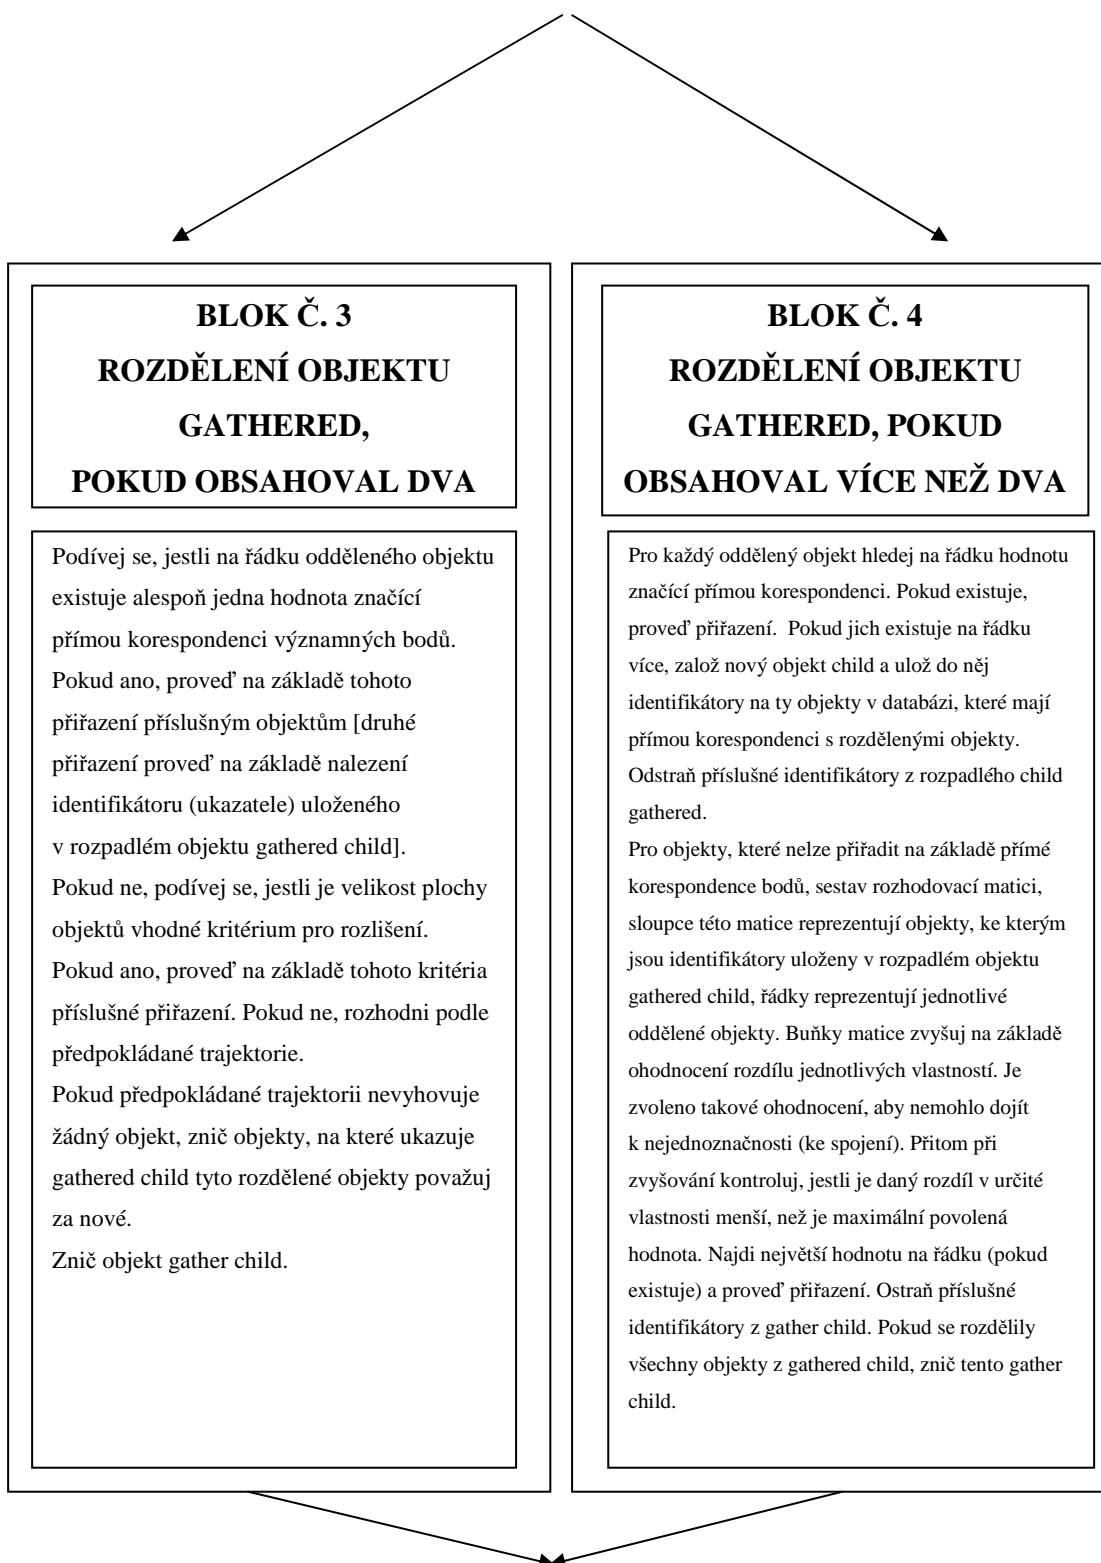 BLOK Č. 3
ROZDĚLENÍ OBJEKTU
GATHERED,
POKUD OBSAHOVAL DVA
Podívej se, jestli na řádku odděleného objektu
existuje alespoň jedna hodnota značící
přímou korespondenci významných bodů.
Pokud ano, proveď na základě tohoto
přiřazení příslušným objektům [druhé
přiřazení proveď na základě nalezení
identifikátoru (ukazatele) uloženého
v rozpadlém objektu gathered child].
Pokud ne, podívej se, jestli je velikost plochy
objektů vhodné kritérium pro rozlišení.
Pokud ano, proveď na základě tohoto kritéria
příslušné přiřazení. Pokud ne, rozhodni podle
předpokládané trajektorie.
Pokud předpokládané trajektorii nevyhovuje
žádný objekt, znič objekty, na které ukazuje
gathered child tyto rozdělené objekty považuj
za nové.
Znič objekt gather child.
BLOK Č. 4
ROZDĚLENÍ OBJEKTU
GATHERED, POKUD
OBSAHOVAL VÍCE NEŽ DVA
Pro každý oddělený objekt hledej na řádku hodnotu
značící přímou korespondenci. Pokud existuje,
proveď přiřazení.  Pokud jich existuje na řádku
více, založ nový objekt child a ulož do něj
identifikátory na ty objekty v databázi, které mají
přímou korespondenci s rozdělenými objekty.
Odstraň příslušné identifikátory z rozpadlého child
gathered.
Pro objekty, které nelze přiřadit na základě přímé
korespondence bodů, sestav rozhodovací matici,
sloupce této matice reprezentují objekty, ke kterým
jsou identifikátory uloženy v rozpadlém objektu
gathered child, řádky reprezentují jednotlivé
oddělené objekty. Buňky matice zvyšuj na základě
ohodnocení rozdílu jednotlivých vlastností. Je
zvoleno takové ohodnocení, aby nemohlo dojít
k nejednoznačnosti (ke spojení). Přitom při
zvyšování kontroluj, jestli je daný rozdíl v určité
vlastnosti menší, než je maximální povolená
hodnota. Najdi největší hodnotu na řádku (pokud
existuje) a proveď přiřazení. Ostraň příslušné
identifikátory z gather child. Pokud se rozdělily
všechny objekty z gathered child, znič tento gather
child.